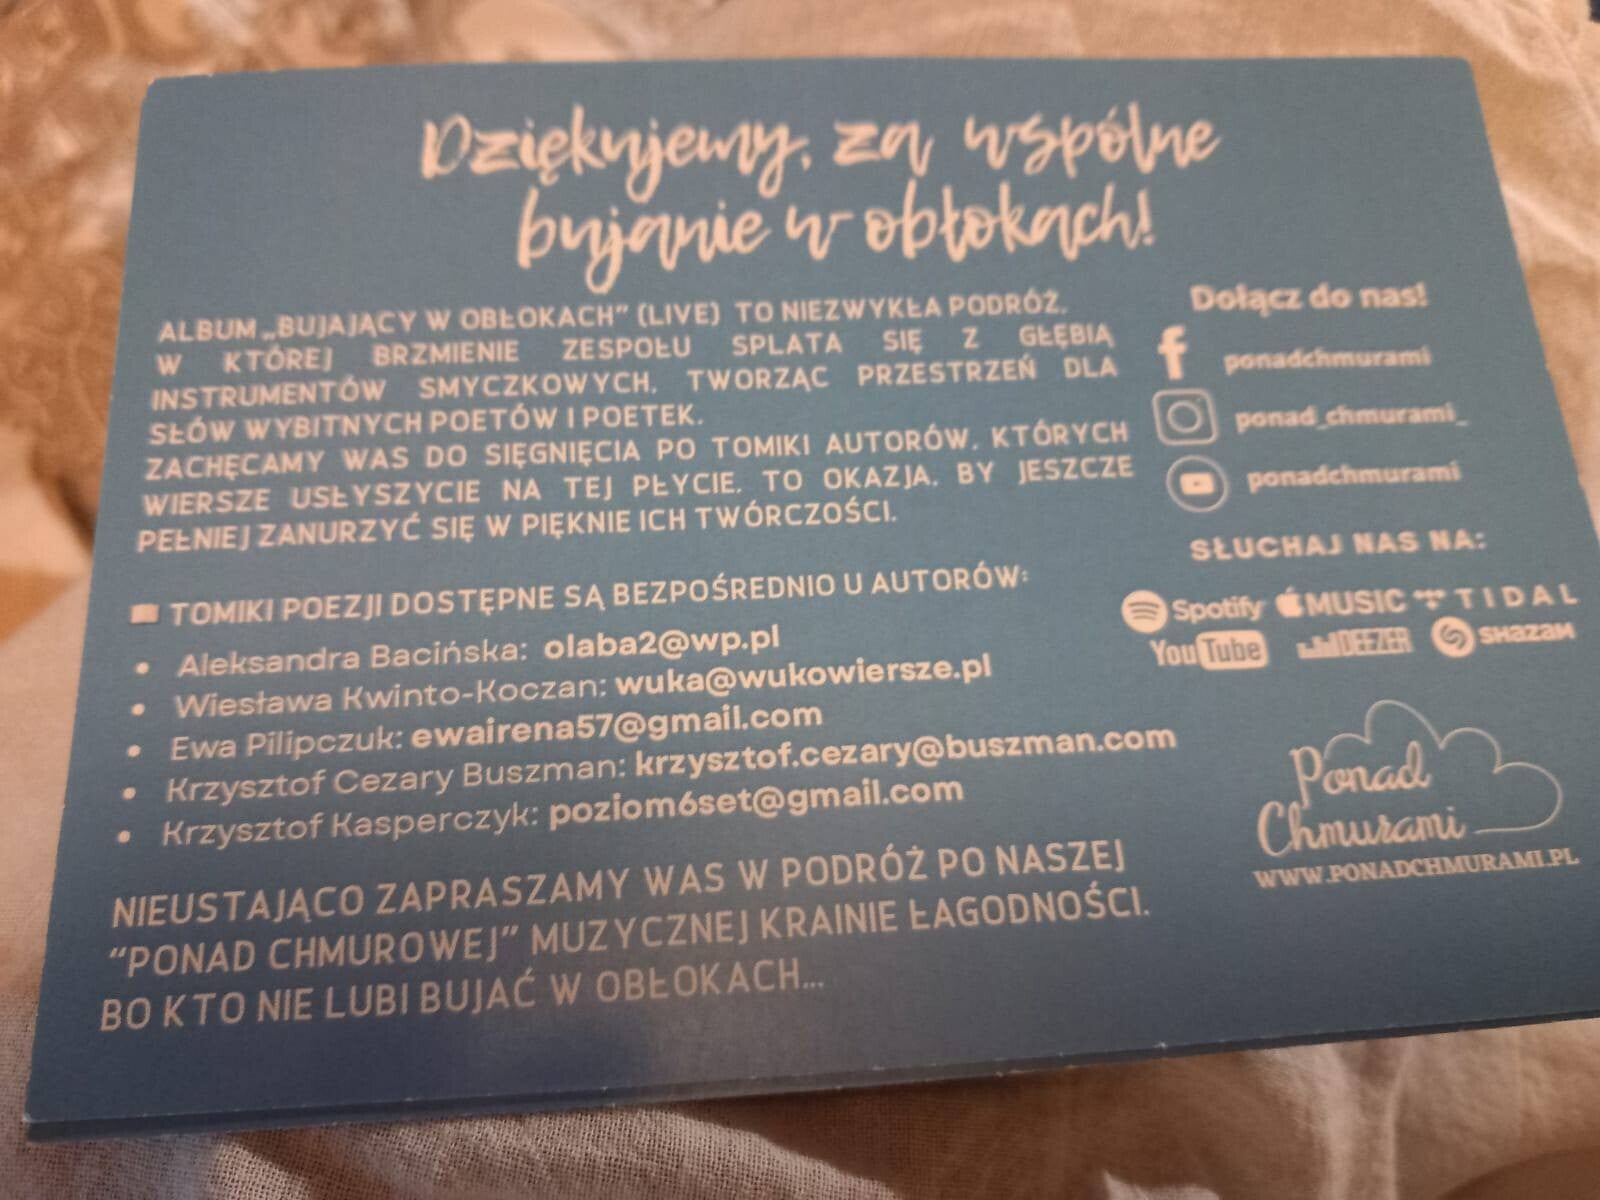 Dziękujemy, za wspólne
bujanie w obłokach!
ALBUM „BUJAJĄCY W OBŁOKACH” (LIVE) TO NIEZWYKŁA PODRÓŻ,
W KTÓREJ BRZMIENIE ZESPOŁU SPLATA SIĘ Z GŁĘBIĄ
INSTRUMENTÓW SMYCZKOWYCH, TWORZĄC PRZESTRZEŃ DLA
SŁÓW WYBITNYCH POETÓW I POETEK.
ZACHĘCAMY WAS DO SIĘGNIĘCIA PO TOMIKI AUTORÓW, KTÓRYCH
WIERSZE USŁYSZYCIE NA TEJ PŁYCIE. TO OKAZJA, BY JESZCZE
PEŁNIEJ ZANURZYĆ SIĘ W PIĘKNIE ICH TWÓRCZOŚCI.
TOMIKI POEZJI DOSTĘPNE SĄ BEZPOŚREDNIO U AUTORÓW:
• Aleksandra Bacińska: olaba2@wp.pl
• Wiesława Kwinto-Koczan: wuka@wukowiersze.pl
• Ewa Pilipczuk: ewairena57@gmail.com
• Krzysztof Cezary Buszman: krzysztof.cezary@buszman.com
• Krzysztof Kasperczyk: poziom6set@gmail.com
NIEUSTAJĄCO ZAPRASZAMY WAS W PODRÓŻ PO NASZEJ
“PONAD CHMUROWEJ” MUZYCZNEJ KRAINIE ŁAGODNOŚCI.
BO KTO NIE LUBI BUJAĆ W OBŁOKACH...
Dołącz do nas!
ponadchmurami
ponad_chmurami_
ponadchmurami
SŁUCHAJ NAS NA:
Spotify MUSIC TIDAL
YouTube DEEZER SHAZAM
Ponad
Chmurami
WWW.PONADCHMURAMI.PL